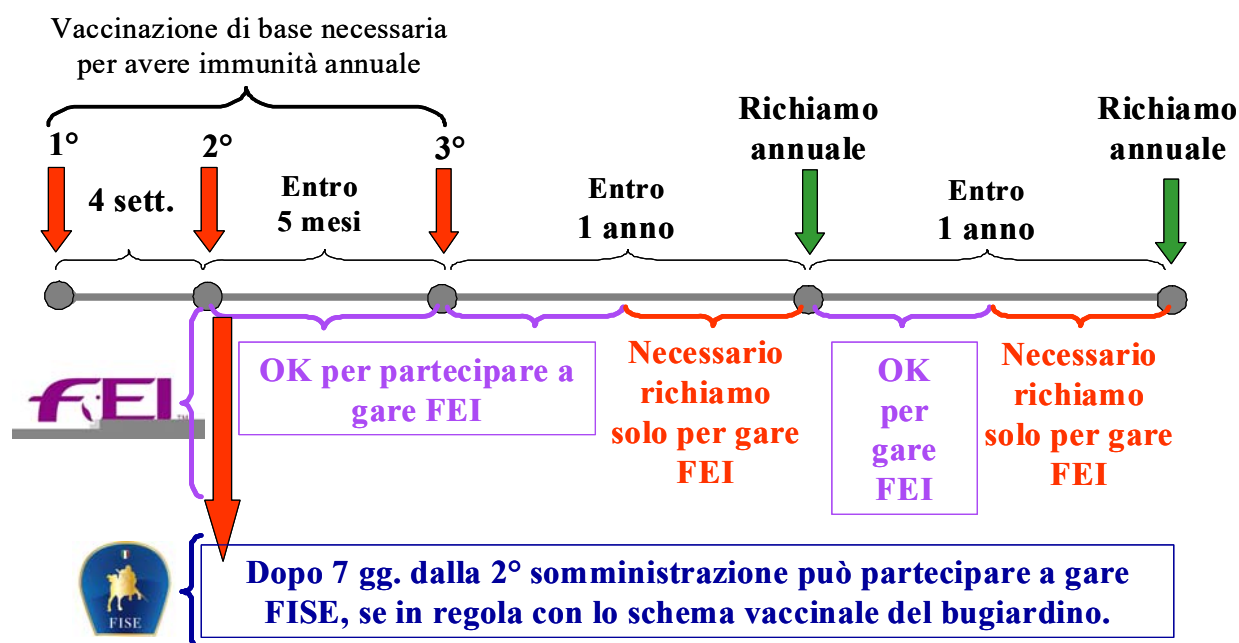 Vaccinazione di base necessaria
per avere immunità annuale
1°
2°
3°
Richiamo
annuale
Richiamo
annuale
4 sett.
Entro
5 mesi
Entro
1 anno
Entro
1 anno
FEI
TM
OK per partecipare a
gare FEI
Necessario
richiamo
solo per gare
FEI
OK
per
gare
FEI
Necessario
richiamo
solo per gare
FEI
FISE
Dopo 7 gg. dalla 2° somministrazione può partecipare a gare
FISE, se in regola con lo schema vaccinale del bugiardino.